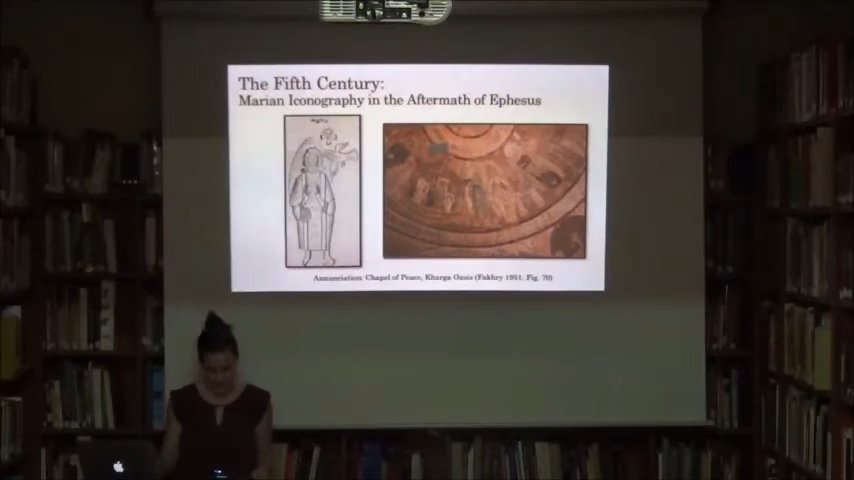 The Fifth Century:
Marian Iconography in the Aftermath of Ephesus
Annunciation: Chapel of Peace, Kharga Oasis (Fakhry 1951, Fig. 70)